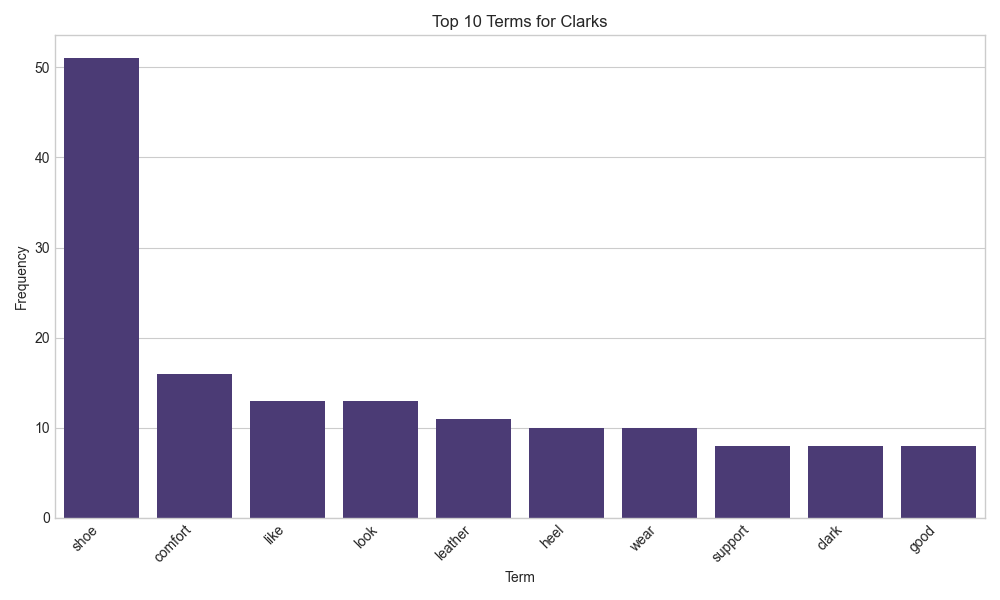 Top 10 Terms for Clarks
Frequency
50
40
30
20
10
0
shoe
comfort
like
look
leather
heel
wear
support
clark
good
Term